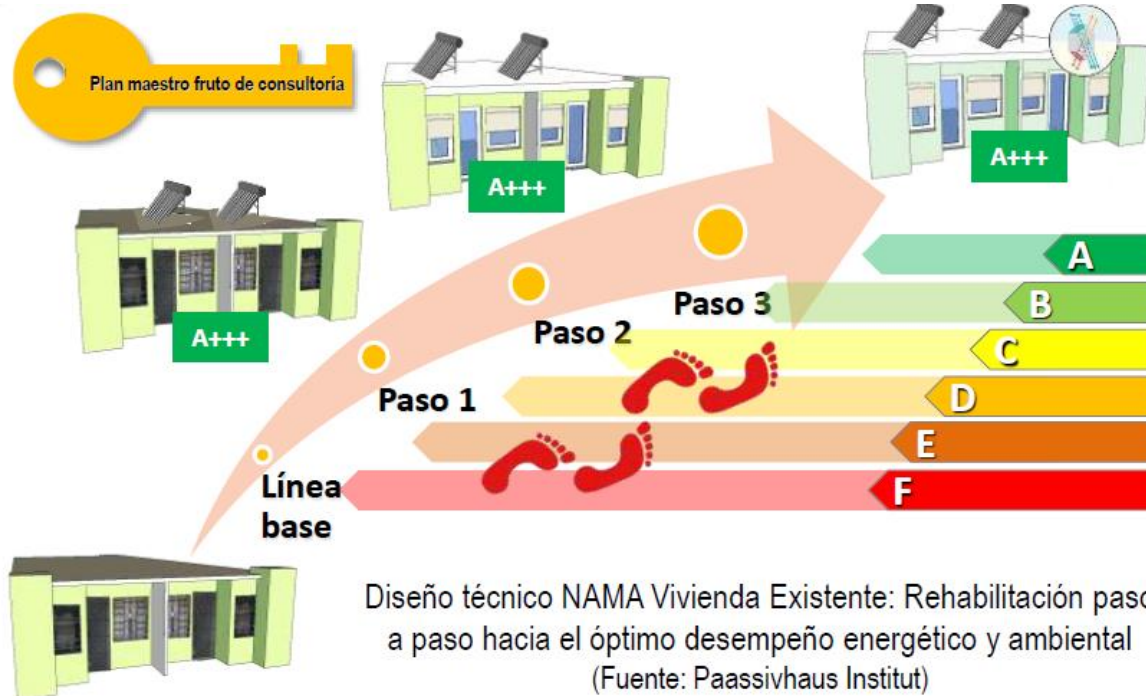 Plan maestro fruto de consultoría
A+++
A+++
A+++
Paso 3
Paso 2
Paso 1
Línea
base
A
B
C
D
E
F
Diseño técnico NAMA Vivienda Existente: Rehabilitación paso
a paso hacia el óptimo desempeño energético y ambiental
(Fuente: Paassivhaus Institut)